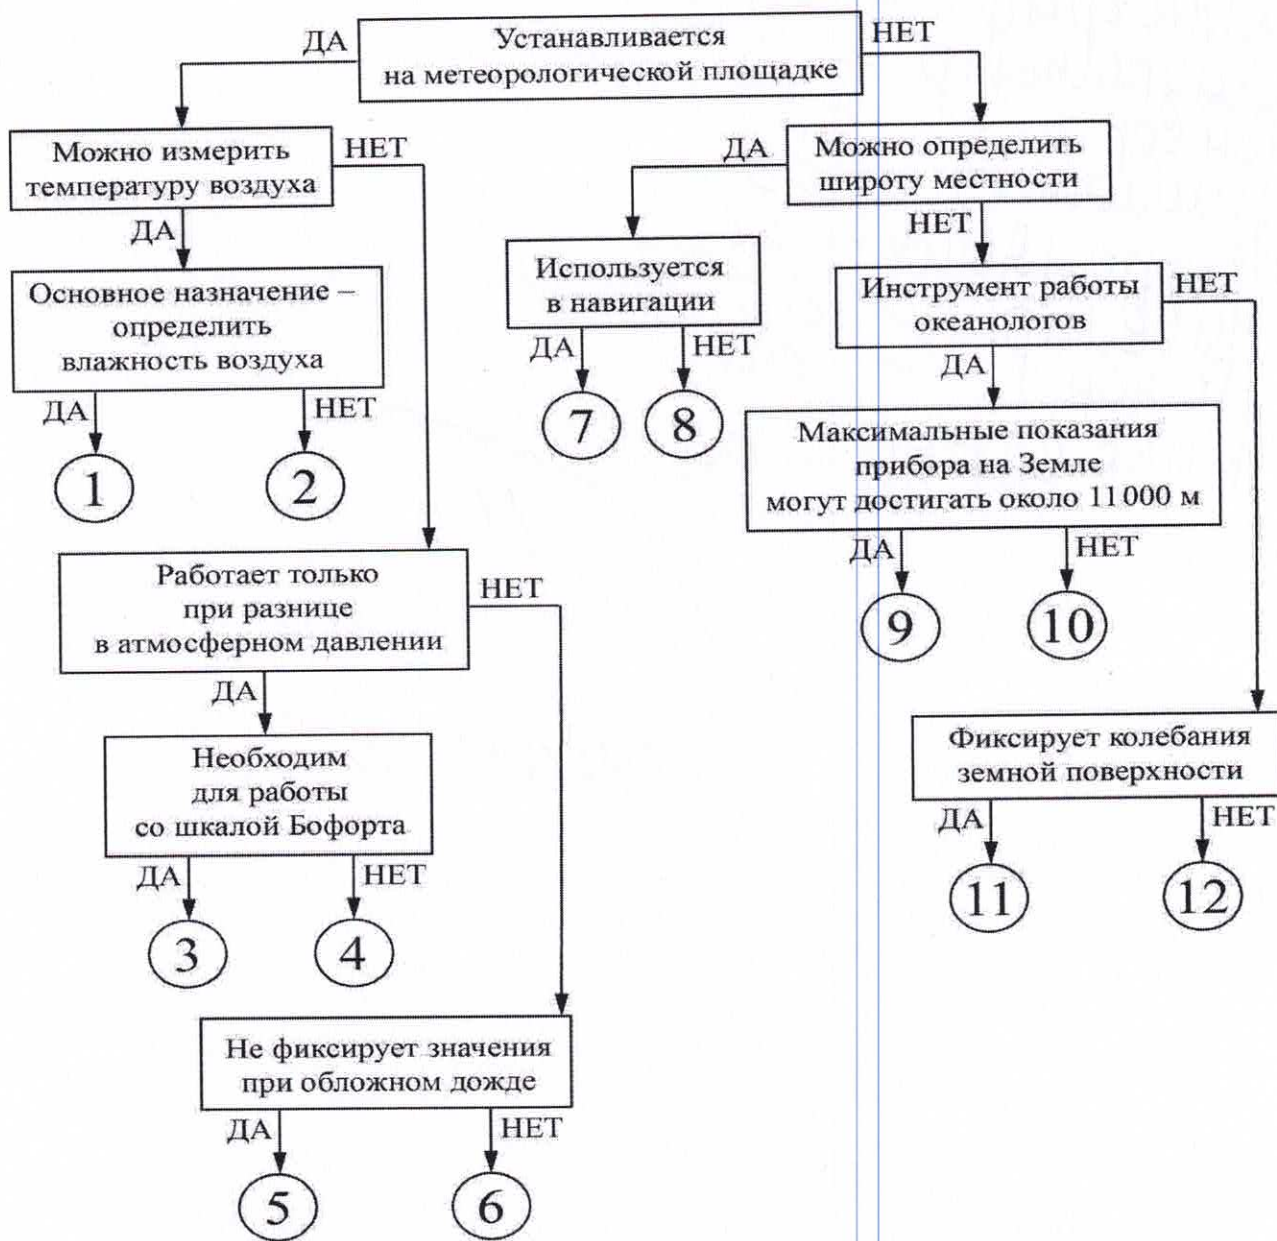 Устанавливается
на метеорологической площадке
ДА
НЕТ
Можно измерить
температуру воздуха
ДА
НЕТ
Основное назначение –
определить
влажность воздуха
ДА
НЕТ
1
2
Работает только
при разнице
в атмосферном давлении
ДА
НЕТ
Необходим
для работы
со шкалой Бофорта
ДА
НЕТ
3
4
Не фиксирует значения
при обложном дожде
ДА
НЕТ
5
6
Можно определить
широту местности
ДА
НЕТ
Используется
в навигации
ДА
НЕТ
7
8
Инструмент работы
океанологов
ДА
НЕТ
Максимальные показания
прибора на Земле
могут достигать около 11 000 м
ДА
НЕТ
9
10
Фиксирует колебания
земной поверхности
ДА
НЕТ
11
12